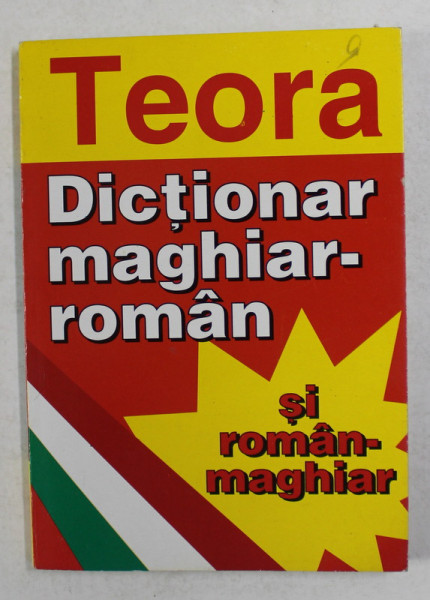 Teora
Dicționar
maghiar-
român
și
român-
maghiar